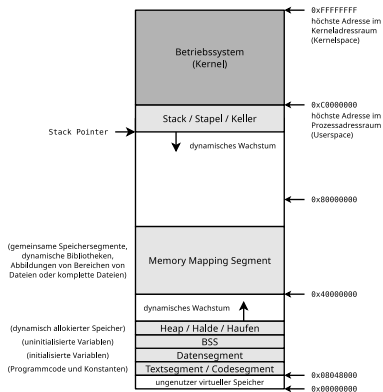 0xFFFFFFFF
höchste Adresse im
Kerneladressraum
(Kernelspace)
Betriebssystem
(Kernel)
0xC0000000
höchste Adresse im
Prozessadressraum
(Userspace)
Stack / Stapel / Keller
Stack Pointer
dynamisches Wachstum
0x80000000
(gemeinsame Speichersegmente,
dynamische Bibliotheken,
Abbildungen von Bereichen von
Dateien oder komplette Dateien)
Memory Mapping Segment
0x40000000
dynamisches Wachstum
(dynamisch allokierter Speicher)
Heap / Halde / Haufen
(uninitialisierte Variablen)
BSS
(initialisierte Variablen)
Datensegment
(Programmcode und Konstanten)
Textsegment / Codesegment
0x08048000
ungenutzer virtueller Speicher
0x00000000